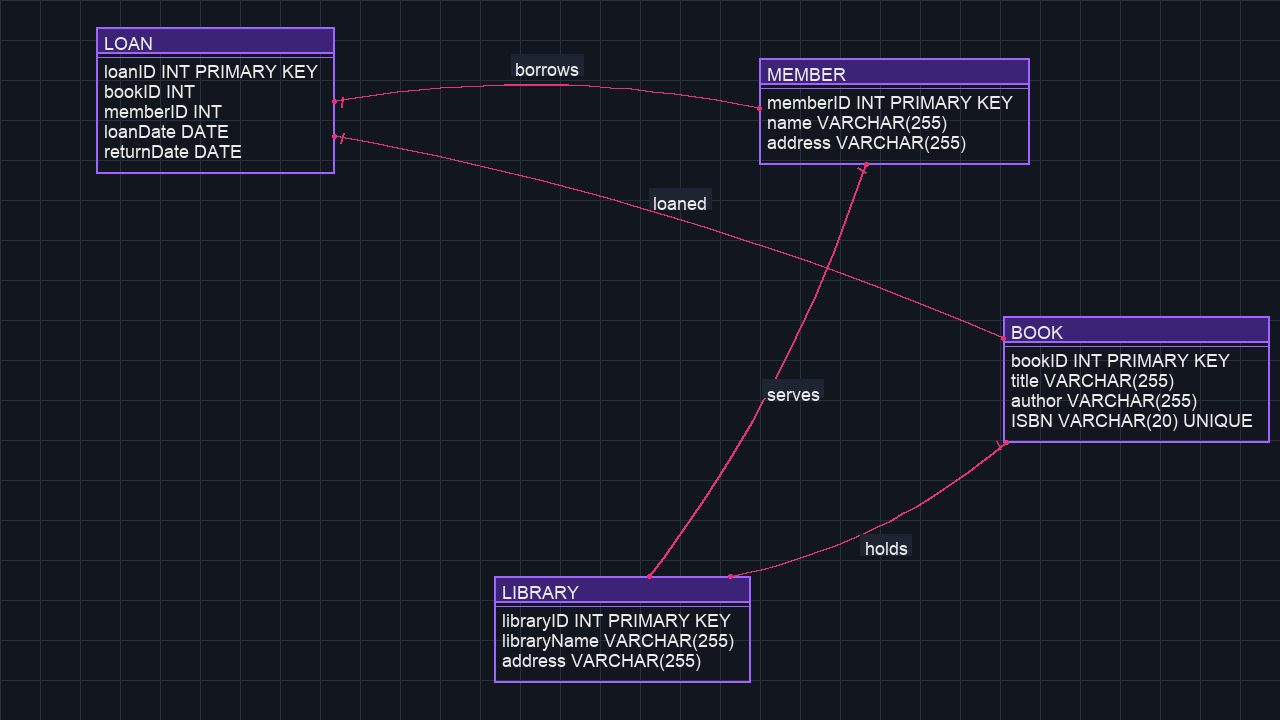 LOAN
loanID INT PRIMARY KEY
bookID INT
memberID INT
loanDate DATE
returnDate DATE
borrows
MEMBER
memberID INT PRIMARY KEY
name VARCHAR(255)
address VARCHAR(255)
loaned
BOOK
bookID INT PRIMARY KEY
title VARCHAR(255)
author VARCHAR(255)
ISBN VARCHAR(20) UNIQUE
serves
holds
LIBRARY
libraryID INT PRIMARY KEY
libraryName VARCHAR(255)
address VARCHAR(255)